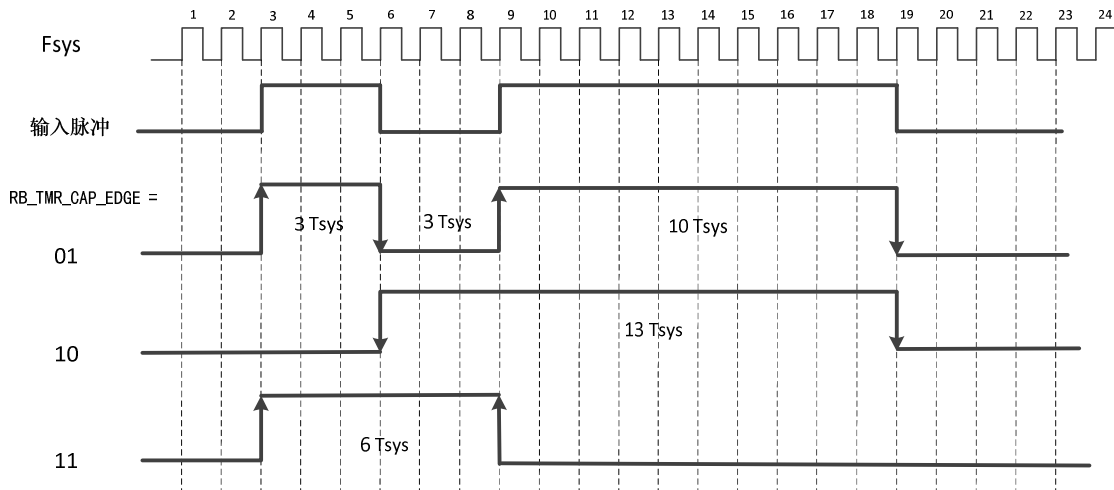 1 2 3 4 5 6 7 8 9 10 11 12 13 14 15 16 17 18 19 20 21 22 23 24
Fsys
输入脉冲
RB_TMR_CAP_EDGE =
3 Tsys 3 Tsys 10 Tsys
01
13 Tsys
10
6 Tsys
11